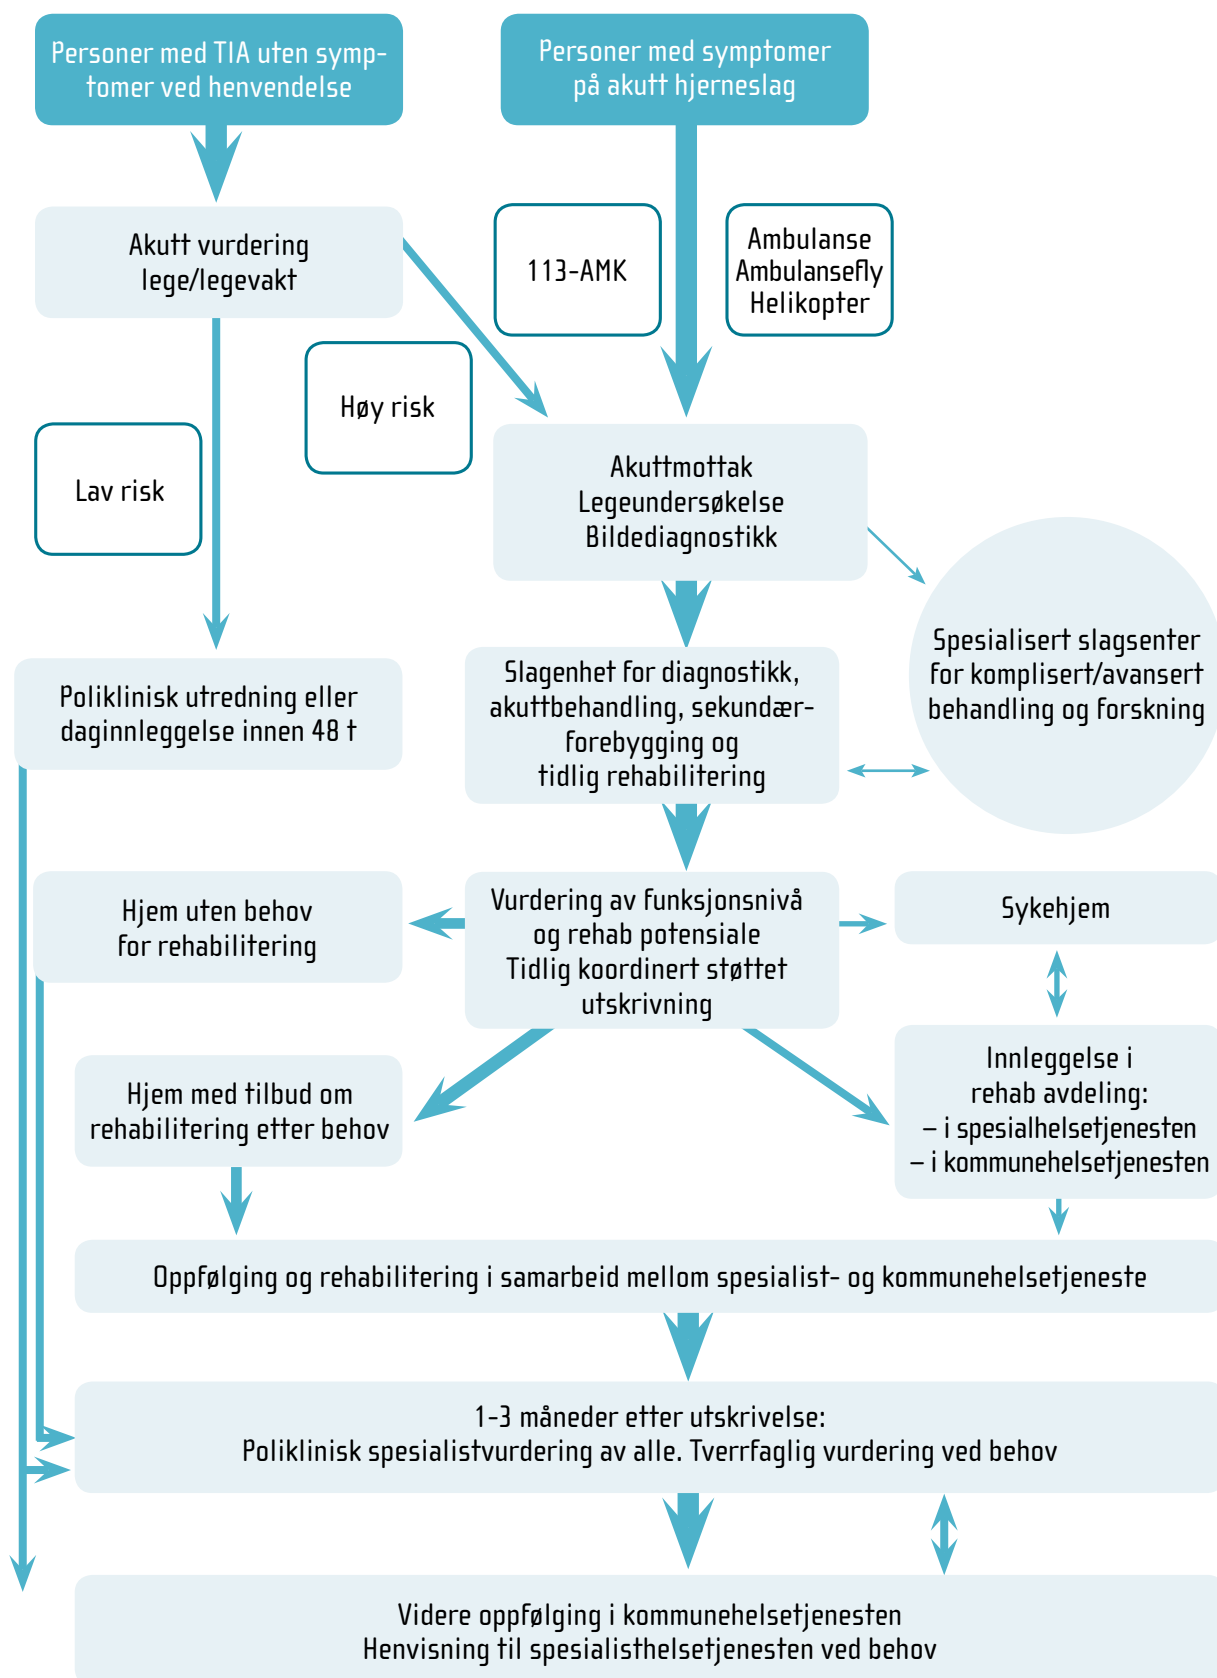 Personer med TIA uten symp-
tomer ved henvendelse
Personer med symptomer
på akutt hjerneslag
Akutt vurdering
lege/legevakt
113-AMK
Ambulanse
Ambulansefly
Helikopter
Høy risk
Lav risk
Akuttmottak
Legeundersøkelse
Bildediagnostikk
Spesialisert slagsenter
for komplisert/avansert
behandling og forskning
Poliklinisk utredning eller
daginnleggelse innen 48 t
Slagenhet for diagnostikk,
akuttbehandling, sekundær-
forebygging og
tidlig rehabilitering
Hjem uten behov
for rehabilitering
Vurdering av funksjonsnivå
og rehab potensiale
Tidlig koordinert støttet
utskrivning
Sykehjem
Hjem med tilbud om
rehabilitering etter behov
Innleggelse i
rehab avdeling:
– i spesialhelsetjenesten
– i kommunehelsetjenesten
Oppfølging og rehabilitering i samarbeid mellom spesialist- og kommunehelsetjeneste
1-3 måneder etter utskrivelse:
Poliklinisk spesialistvurdering av alle. Tverrfaglig vurdering ved behov
Videre oppfølging i kommunehelsetjenesten
Henvisning til spesialisthelsetjenesten ved behov